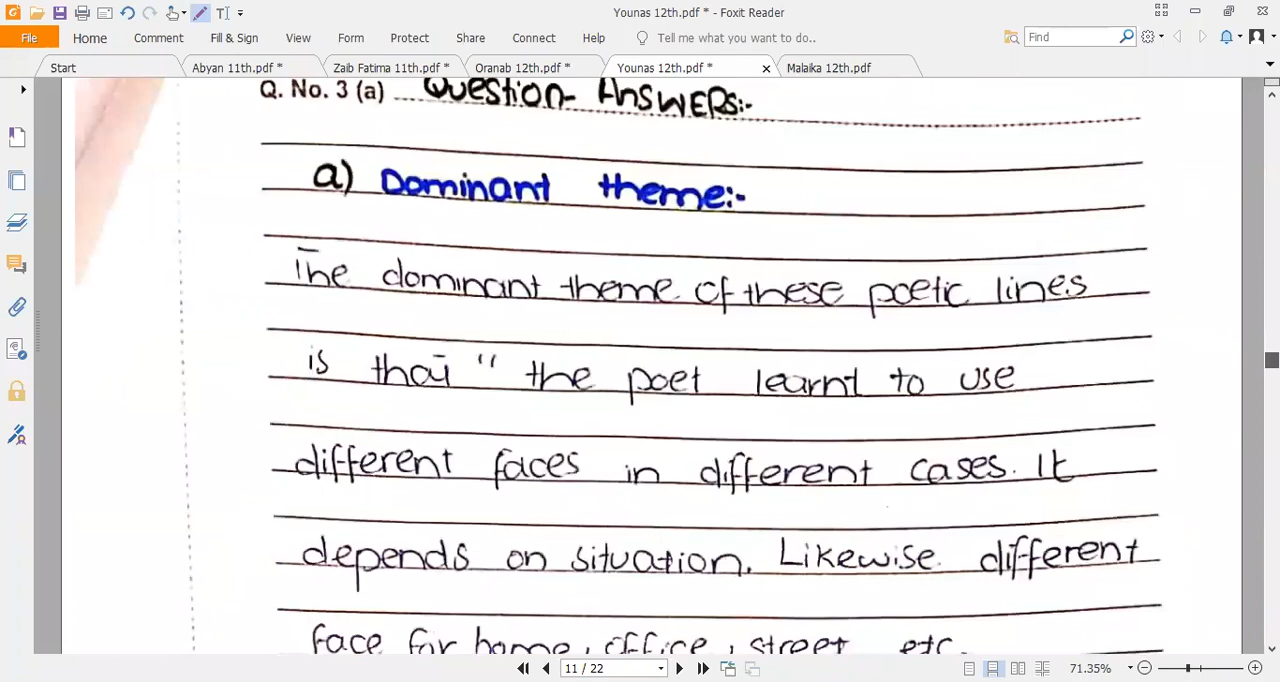 Younas 12th.pdf * - Foxit Reader
File Home Comment Fill & Sign View Form Protect Share Connect Help Tell me what you want to do.. Find
Start Abyan 11th.pdf * Zaib Fatima 11th.pdf * Oranab 12th.pdf * Younas 12th.pdf * Malaika 12th.pdf
Q. No. 3 (a) Question- Answers:-
a) Dominant theme:-
The dominant theme of these poetic lines
is that " the poet learnt to use
different faces in different cases. It
depends on situation. Likewise different
face for home, office, street etc.
11 / 22 71.35%